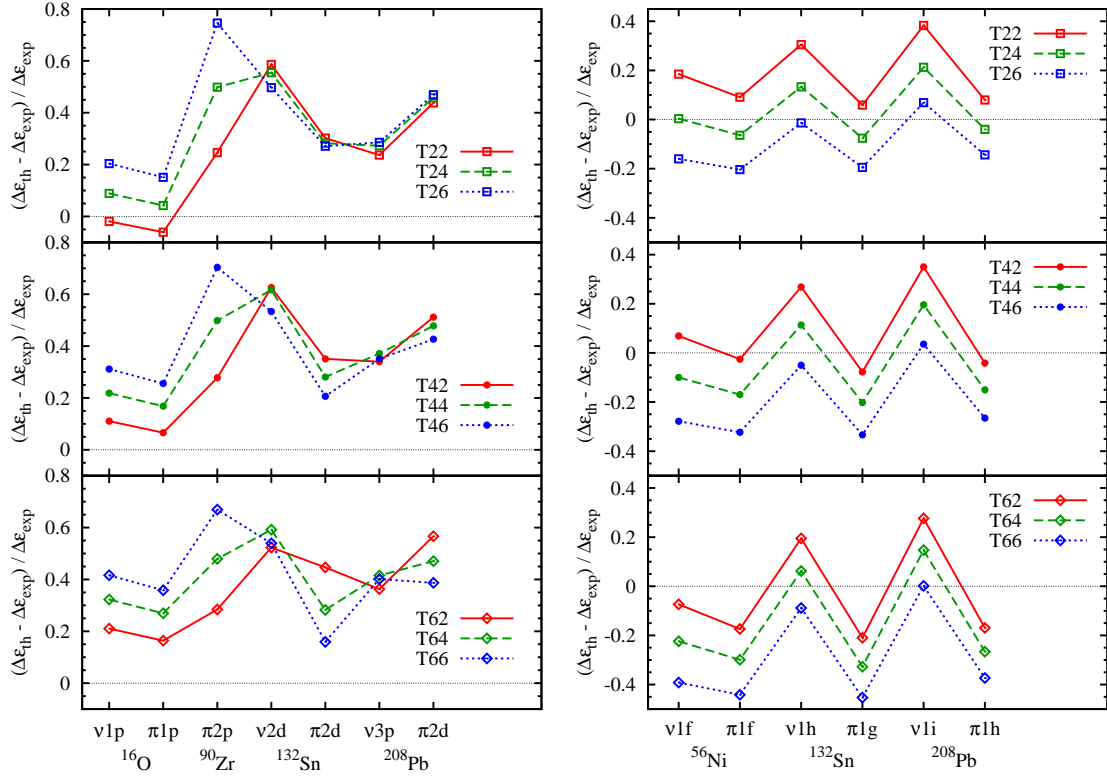 (Δε_th - Δε_exp) / Δε_exp
0.8
0.6
0.4
0.2
0
T22
T24
T26
(Δε_th - Δε_exp) / Δε_exp
0.8
0.6
0.4
0.2
0
T42
T44
T46
(Δε_th - Δε_exp) / Δε_exp
0.8
0.6
0.4
0.2
0
T62
T64
T66
ν1p π1p π2p ν2d π2d ν3p π2d
¹⁶O ⁹⁰Zr ¹³²Sn ²⁰⁸Pb
(Δε_th - Δε_exp) / Δε_exp
0.4
0.2
0
-0.2
-0.4
T22
T24
T26
(Δε_th - Δε_exp) / Δε_exp
0.4
0.2
0
-0.2
-0.4
T42
T44
T46
(Δε_th - Δε_exp) / Δε_exp
0.4
0.2
0
-0.2
-0.4
T62
T64
T66
ν1f π1f ν1h π1g ν1i π1h
⁵⁶Ni ¹³²Sn ²⁰⁸Pb